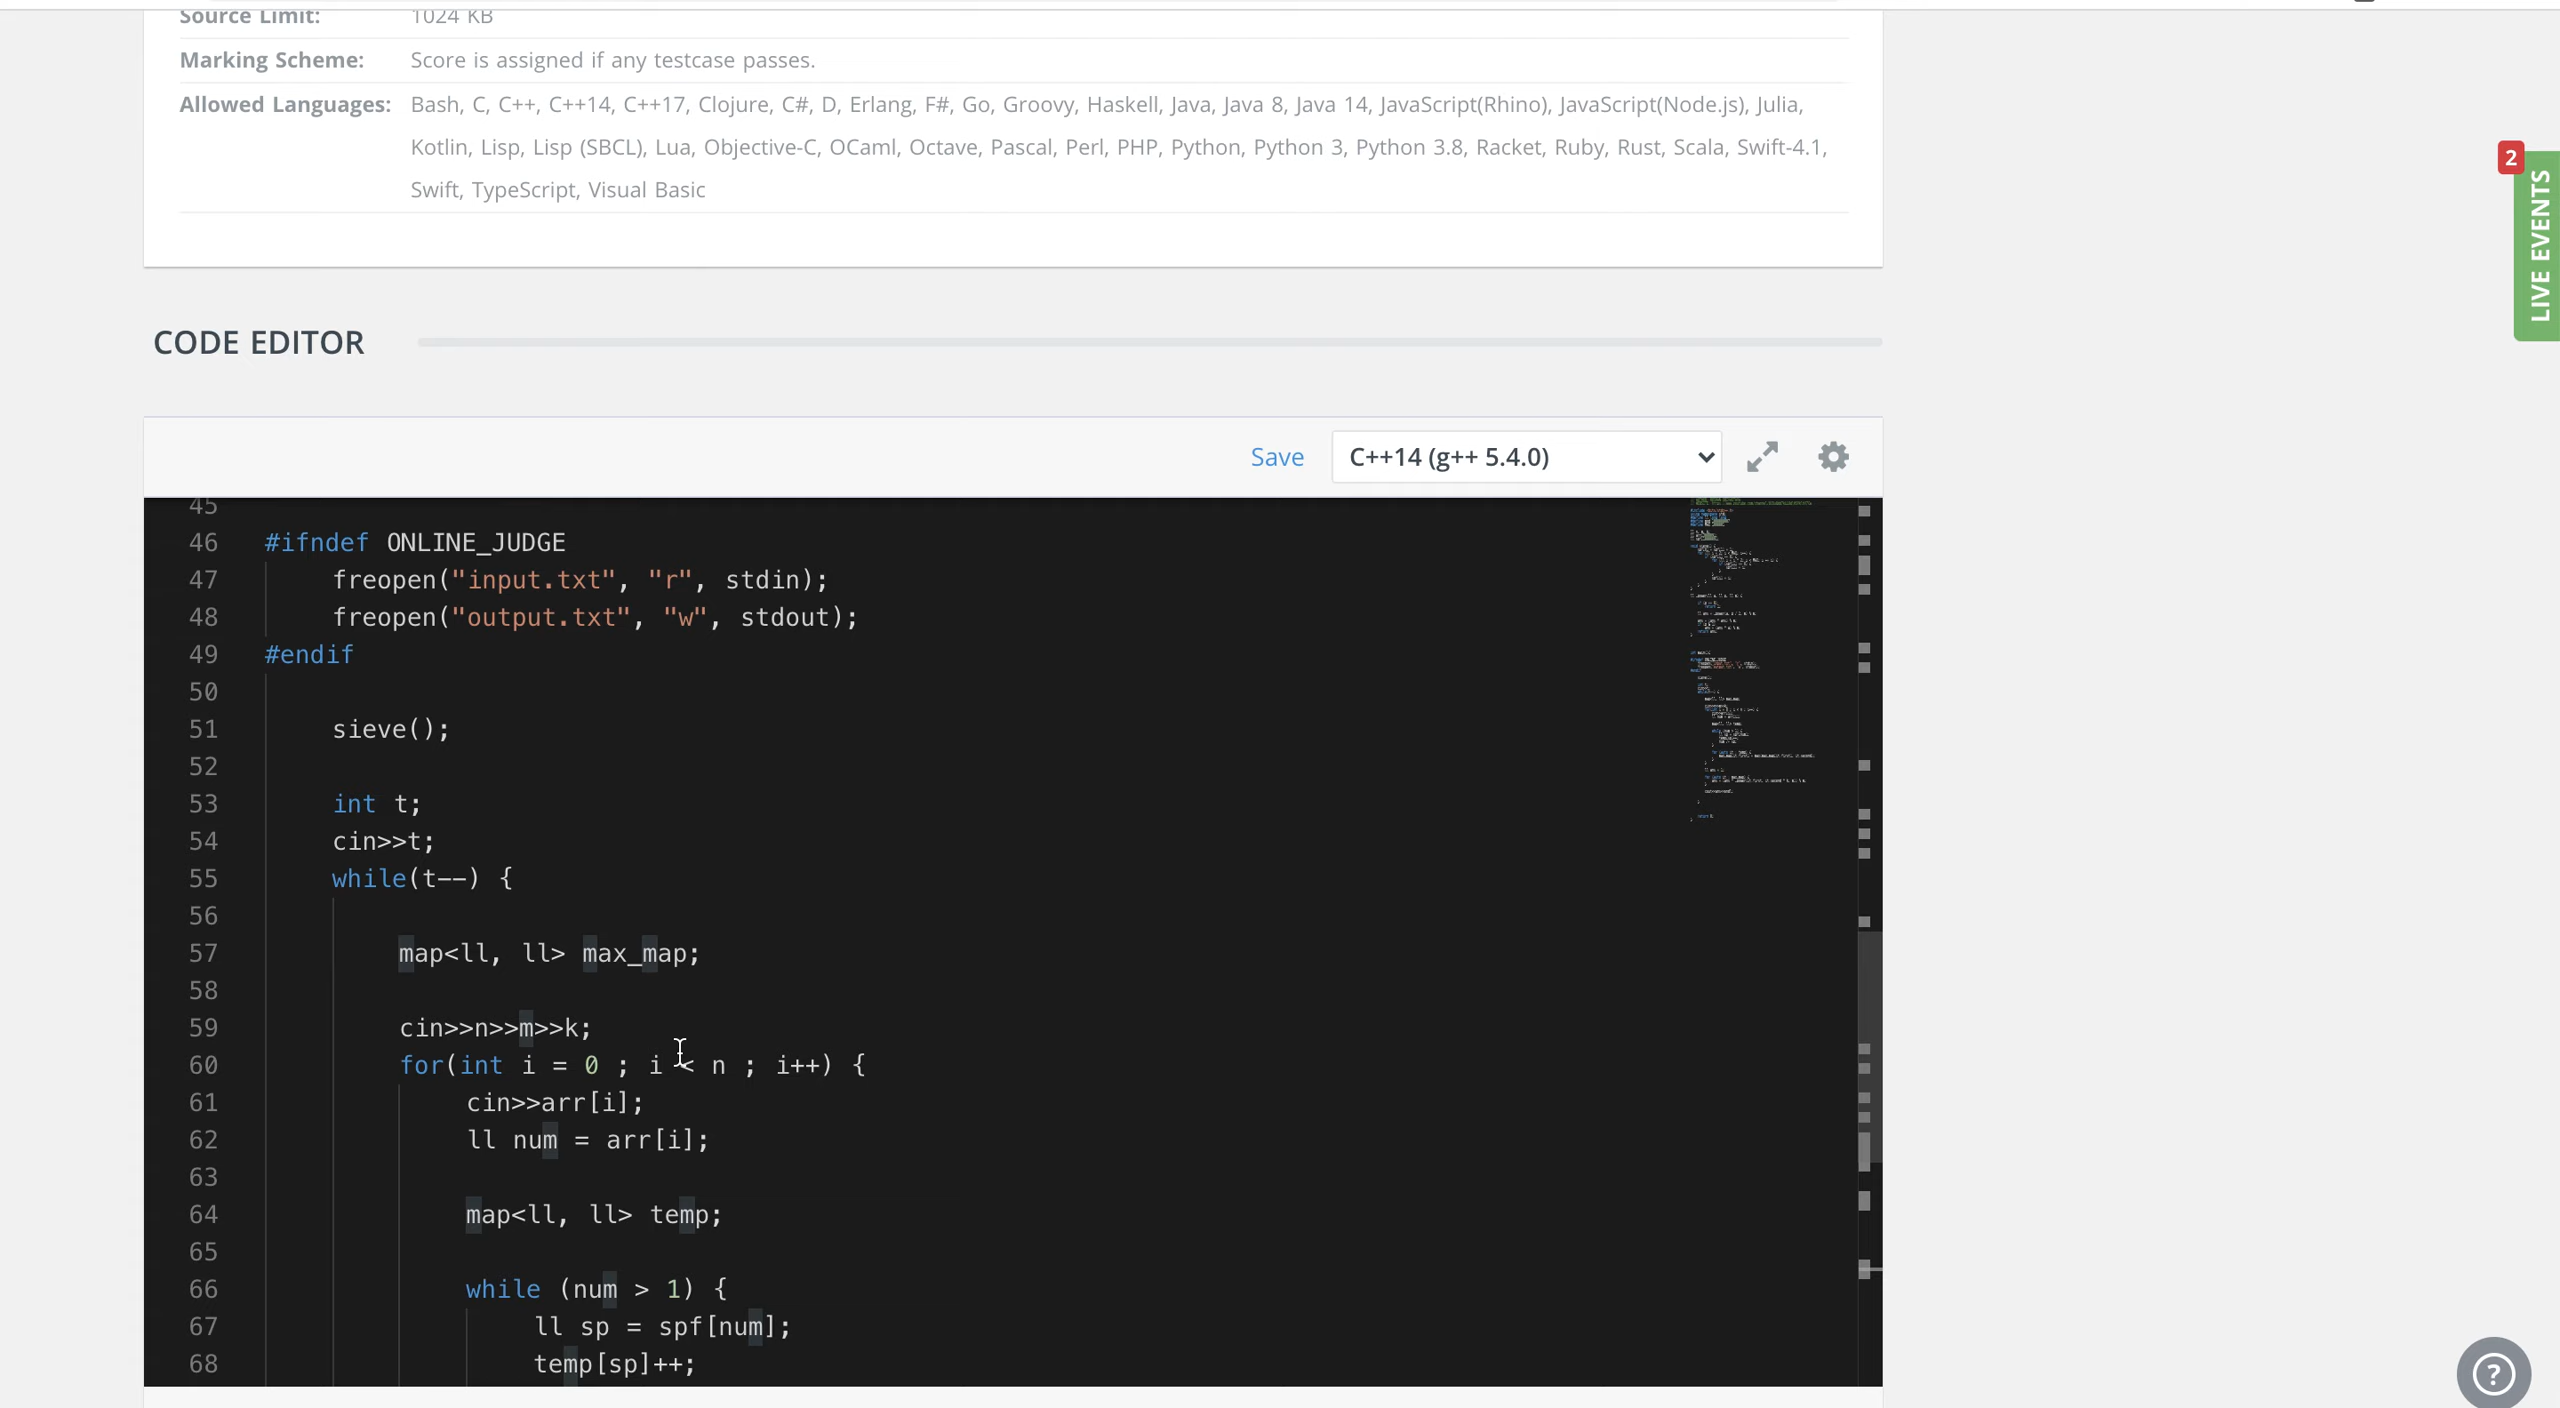 Source Limit: 1024 KB
Marking Scheme: Score is assigned if any testcase passes.
Allowed Languages: Bash, C, C++, C++14, C++17, Clojure, C#, D, Erlang, F#, Go, Groovy, Haskell, Java, Java 8, Java 14, JavaScript(Rhino), JavaScript(Node.js), Julia,
Kotlin, Lisp, Lisp (SBCL), Lua, Objective-C, OCaml, Octave, Pascal, Perl, PHP, Python, Python 3, Python 3.8, Racket, Ruby, Rust, Scala, Swift-4.1,
Swift, TypeScript, Visual Basic
2
LIVE EVENTS
CODE EDITOR
Save C++14 (g++ 5.4.0)
45
46 #ifndef ONLINE_JUDGE
47 freopen("input.txt", "r", stdin);
48 freopen("output.txt", "w", stdout);
49 #endif
50
51 sieve();
52
53 int t;
54 cin>>t;
55 while(t--) {
56
57 map<ll, ll> max_map;
58
59 cin>>n>>m>>k;
60 for(int i = 0 ; i < n ; i++) {
61 cin>>arr[i];
62 ll num = arr[i];
63
64 map<ll, ll> temp;
65
66 while (num > 1) {
67 ll sp = spf[num];
68 temp[sp]++;
?